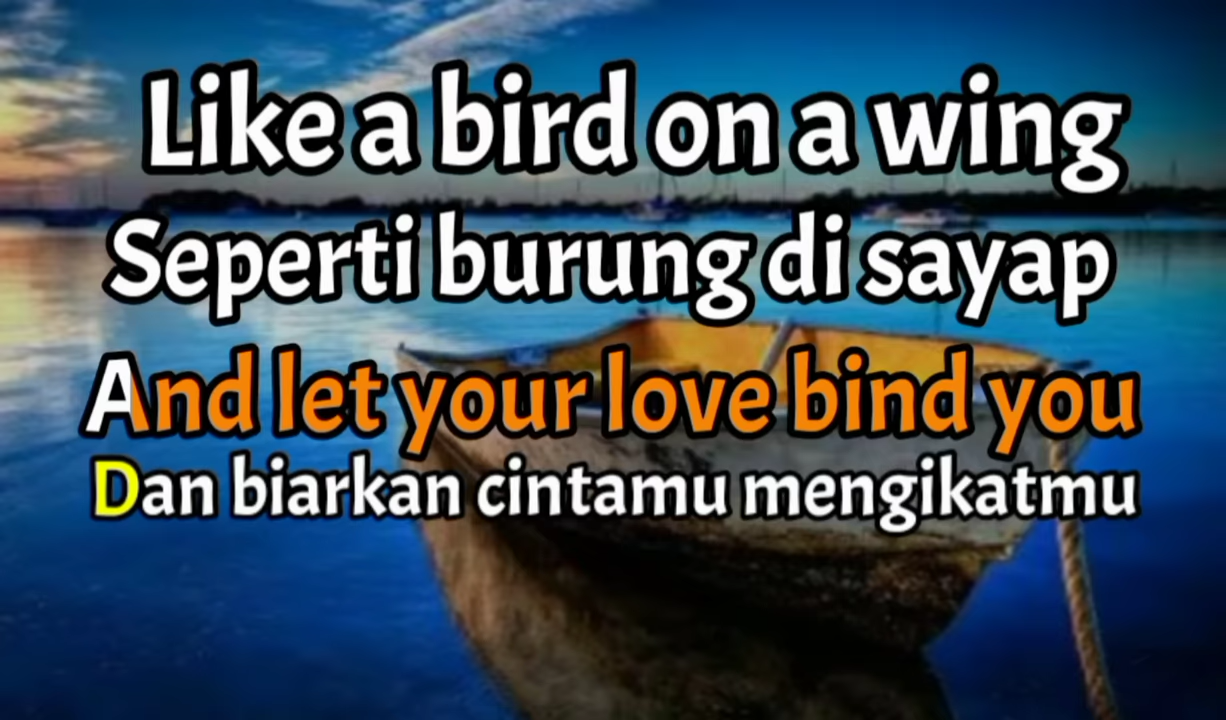 Like a bird on a wing
Seperti burung di sayap
And let your love bind you
Dan biarkan cintamu mengikatmu